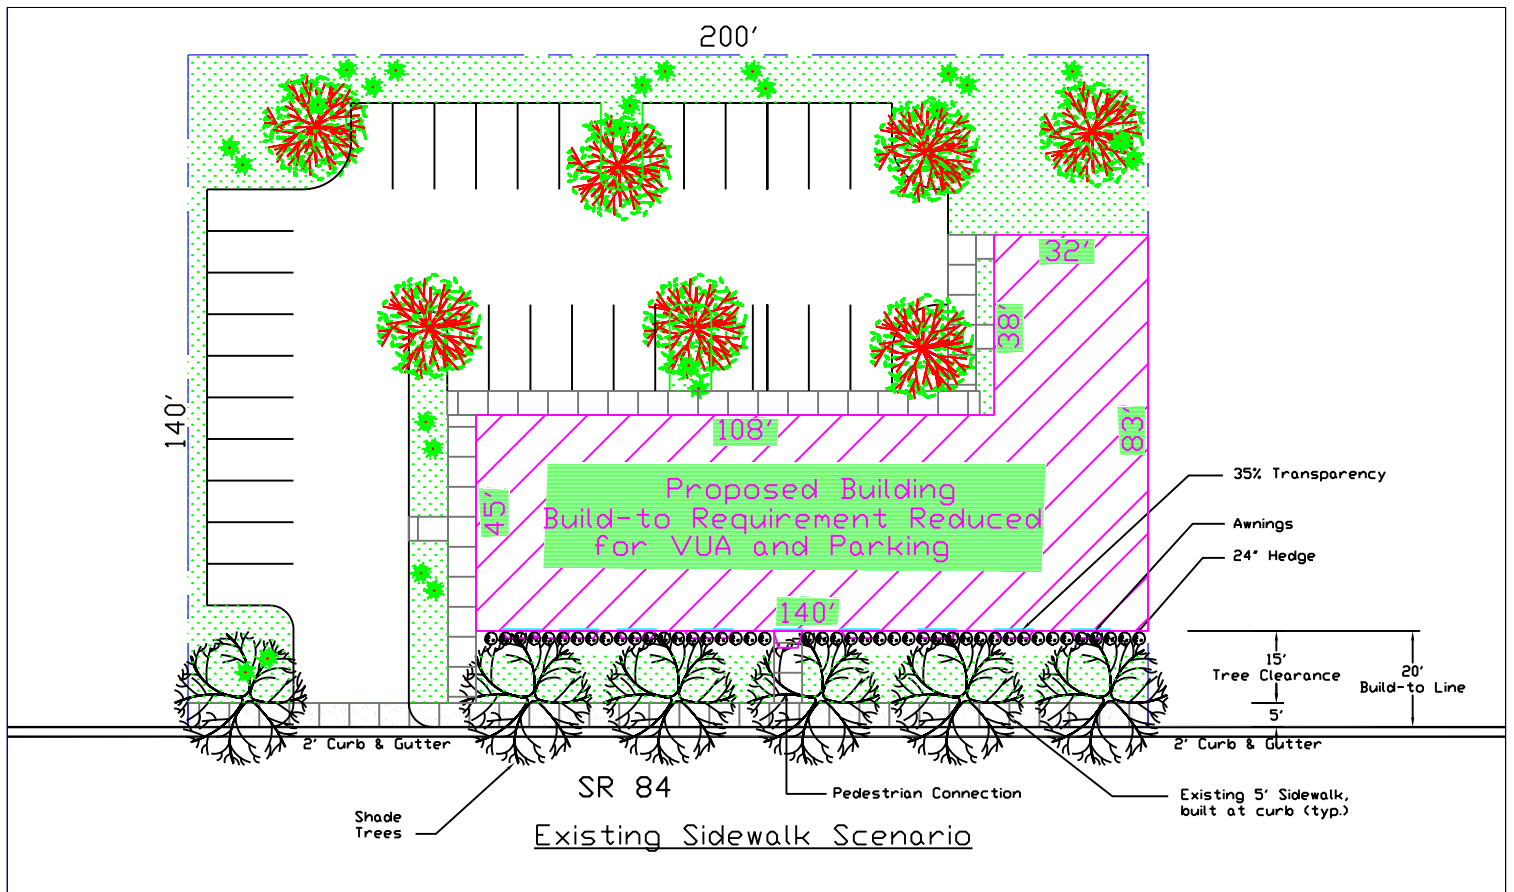 200'
32'
38'
140'
108'
83'
35% Transparency
Proposed Building
45'
Build-to Requirement Reduced
Awnings
for VUA and Parking
24" Hedge
140'
15'
Tree Clearance
20'
Build-to Line
5'
2' Curb & Gutter
2' Curb & Gutter
SR 84
Pedestrian Connection
Existing 5' Sidewalk,
built at curb (typ.)
Shade
Trees
Existing Sidewalk Scenario